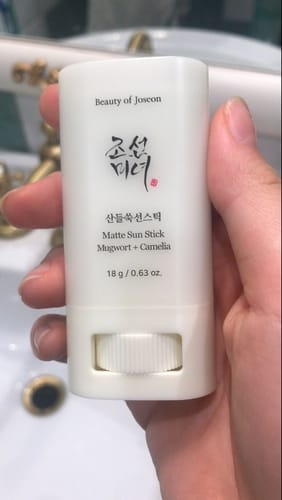 Beauty of Joseon
조선
미녀
산들쑥선스틱
Matte Sun Stick
Mugwort + Camelia
18 g / 0.63 oz.